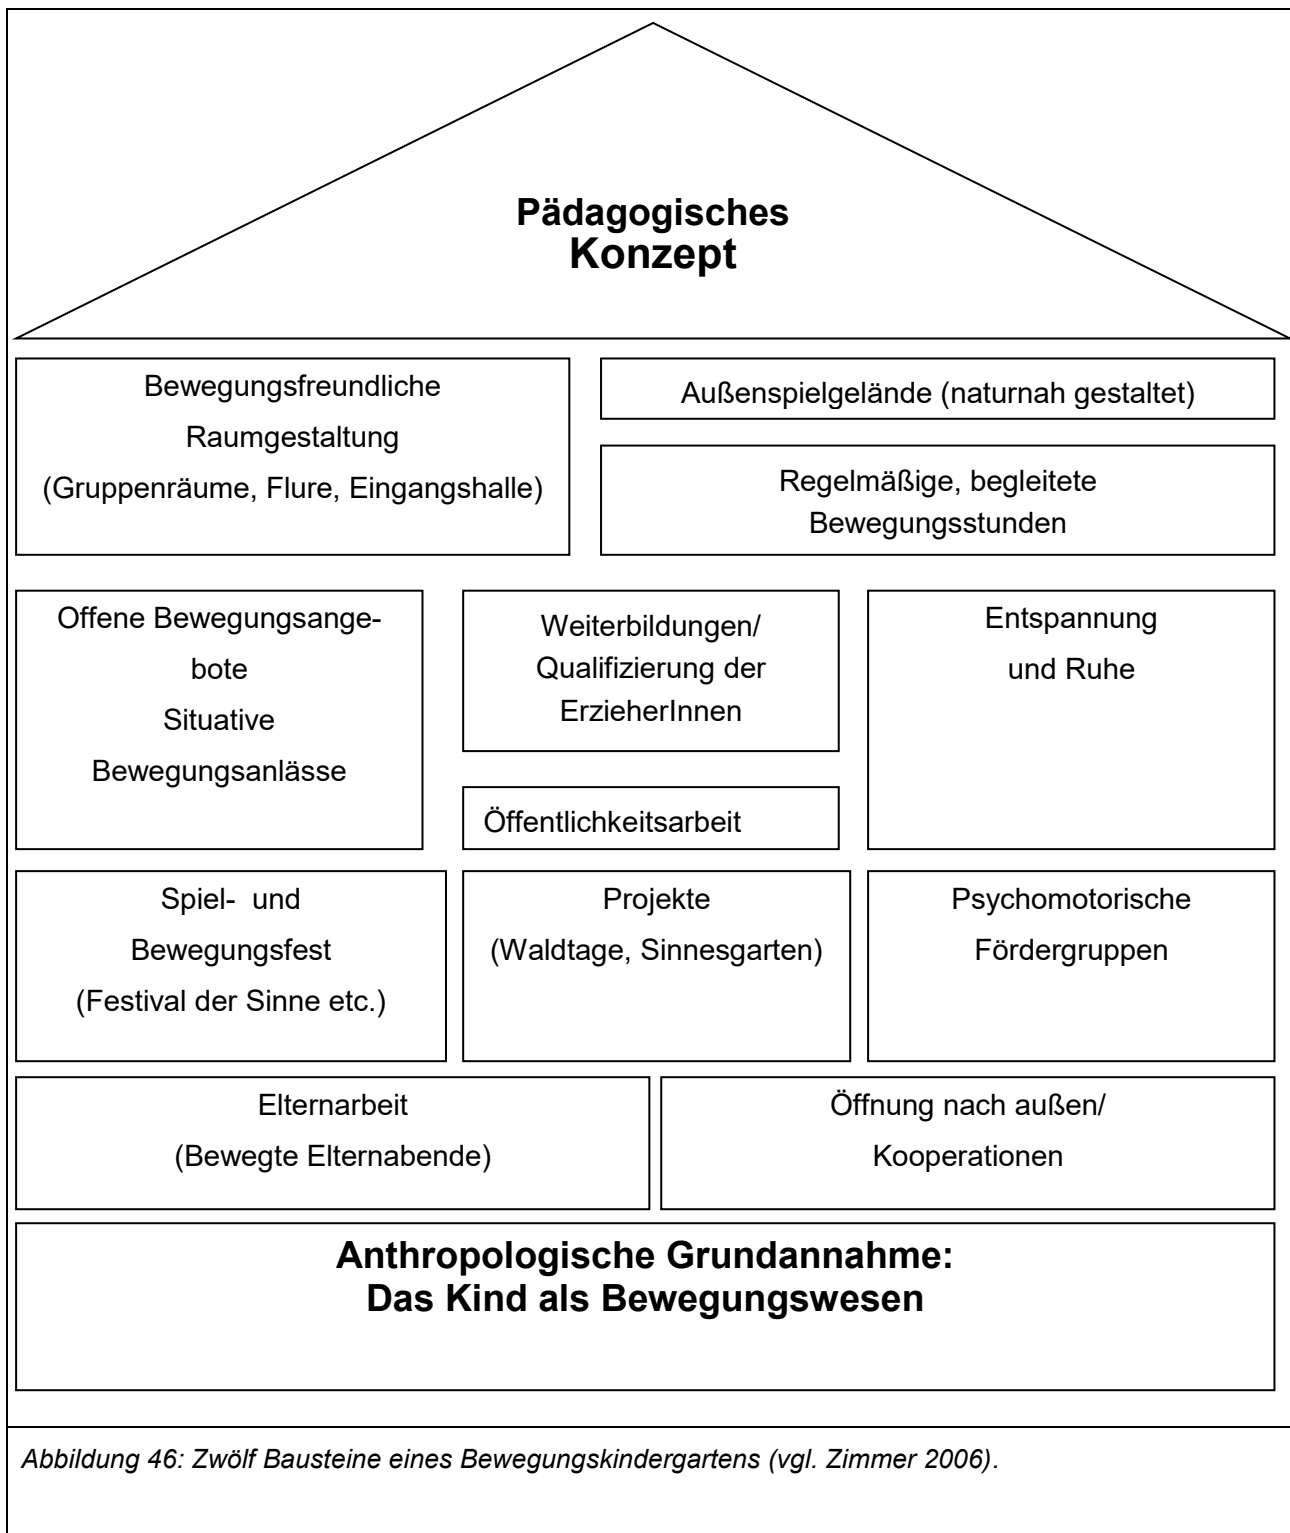 Pädagogisches
Konzept
Bewegungsfreundliche
Raumgestaltung
(Gruppenräume, Flure, Eingangshalle)
Außenspielgelände (naturnah gestaltet)
Regelmäßige, begleitete
Bewegungsstunden
Offene Bewegungsange-
bote
Situative
Bewegungsanlässe
Weiterbildungen/
Qualifizierung der
ErzieherInnen
Öffentlichkeitsarbeit
Entspannung
und Ruhe
Spiel- und
Bewegungsfest
(Festival der Sinne etc.)
Projekte
(Waldtage, Sinnesgarten)
Psychomotorische
Fördergruppen
Elternarbeit
(Bewegte Elternabende)
Öffnung nach außen/
Kooperationen
Anthropologische Grundannahme:
Das Kind als Bewegungswesen
Abbildung 46: Zwölf Bausteine eines Bewegungskindergartens (vgl. Zimmer 2006).